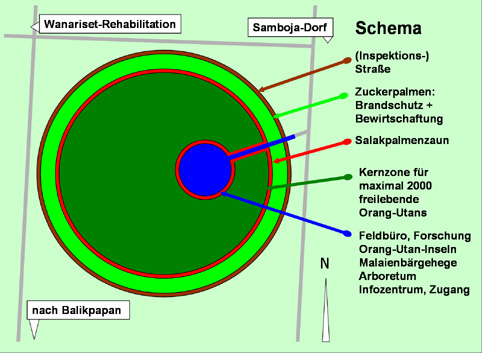 Wanariset-Rehabilitation
Samboja-Dorf
Schema
(Inspektions-)
Straße
Zuckerpalmen:
Brandschutz +
Bewirtschaftung
Salakpalmenzaun
Kernzone für
maximal 2000
freilebende
Orang-Utans
Feldbüro, Forschung
Orang-Utan-Inseln
Malaienbärgehege
Arboretum
Infozentrum, Zugang
N
nach Balikpapan